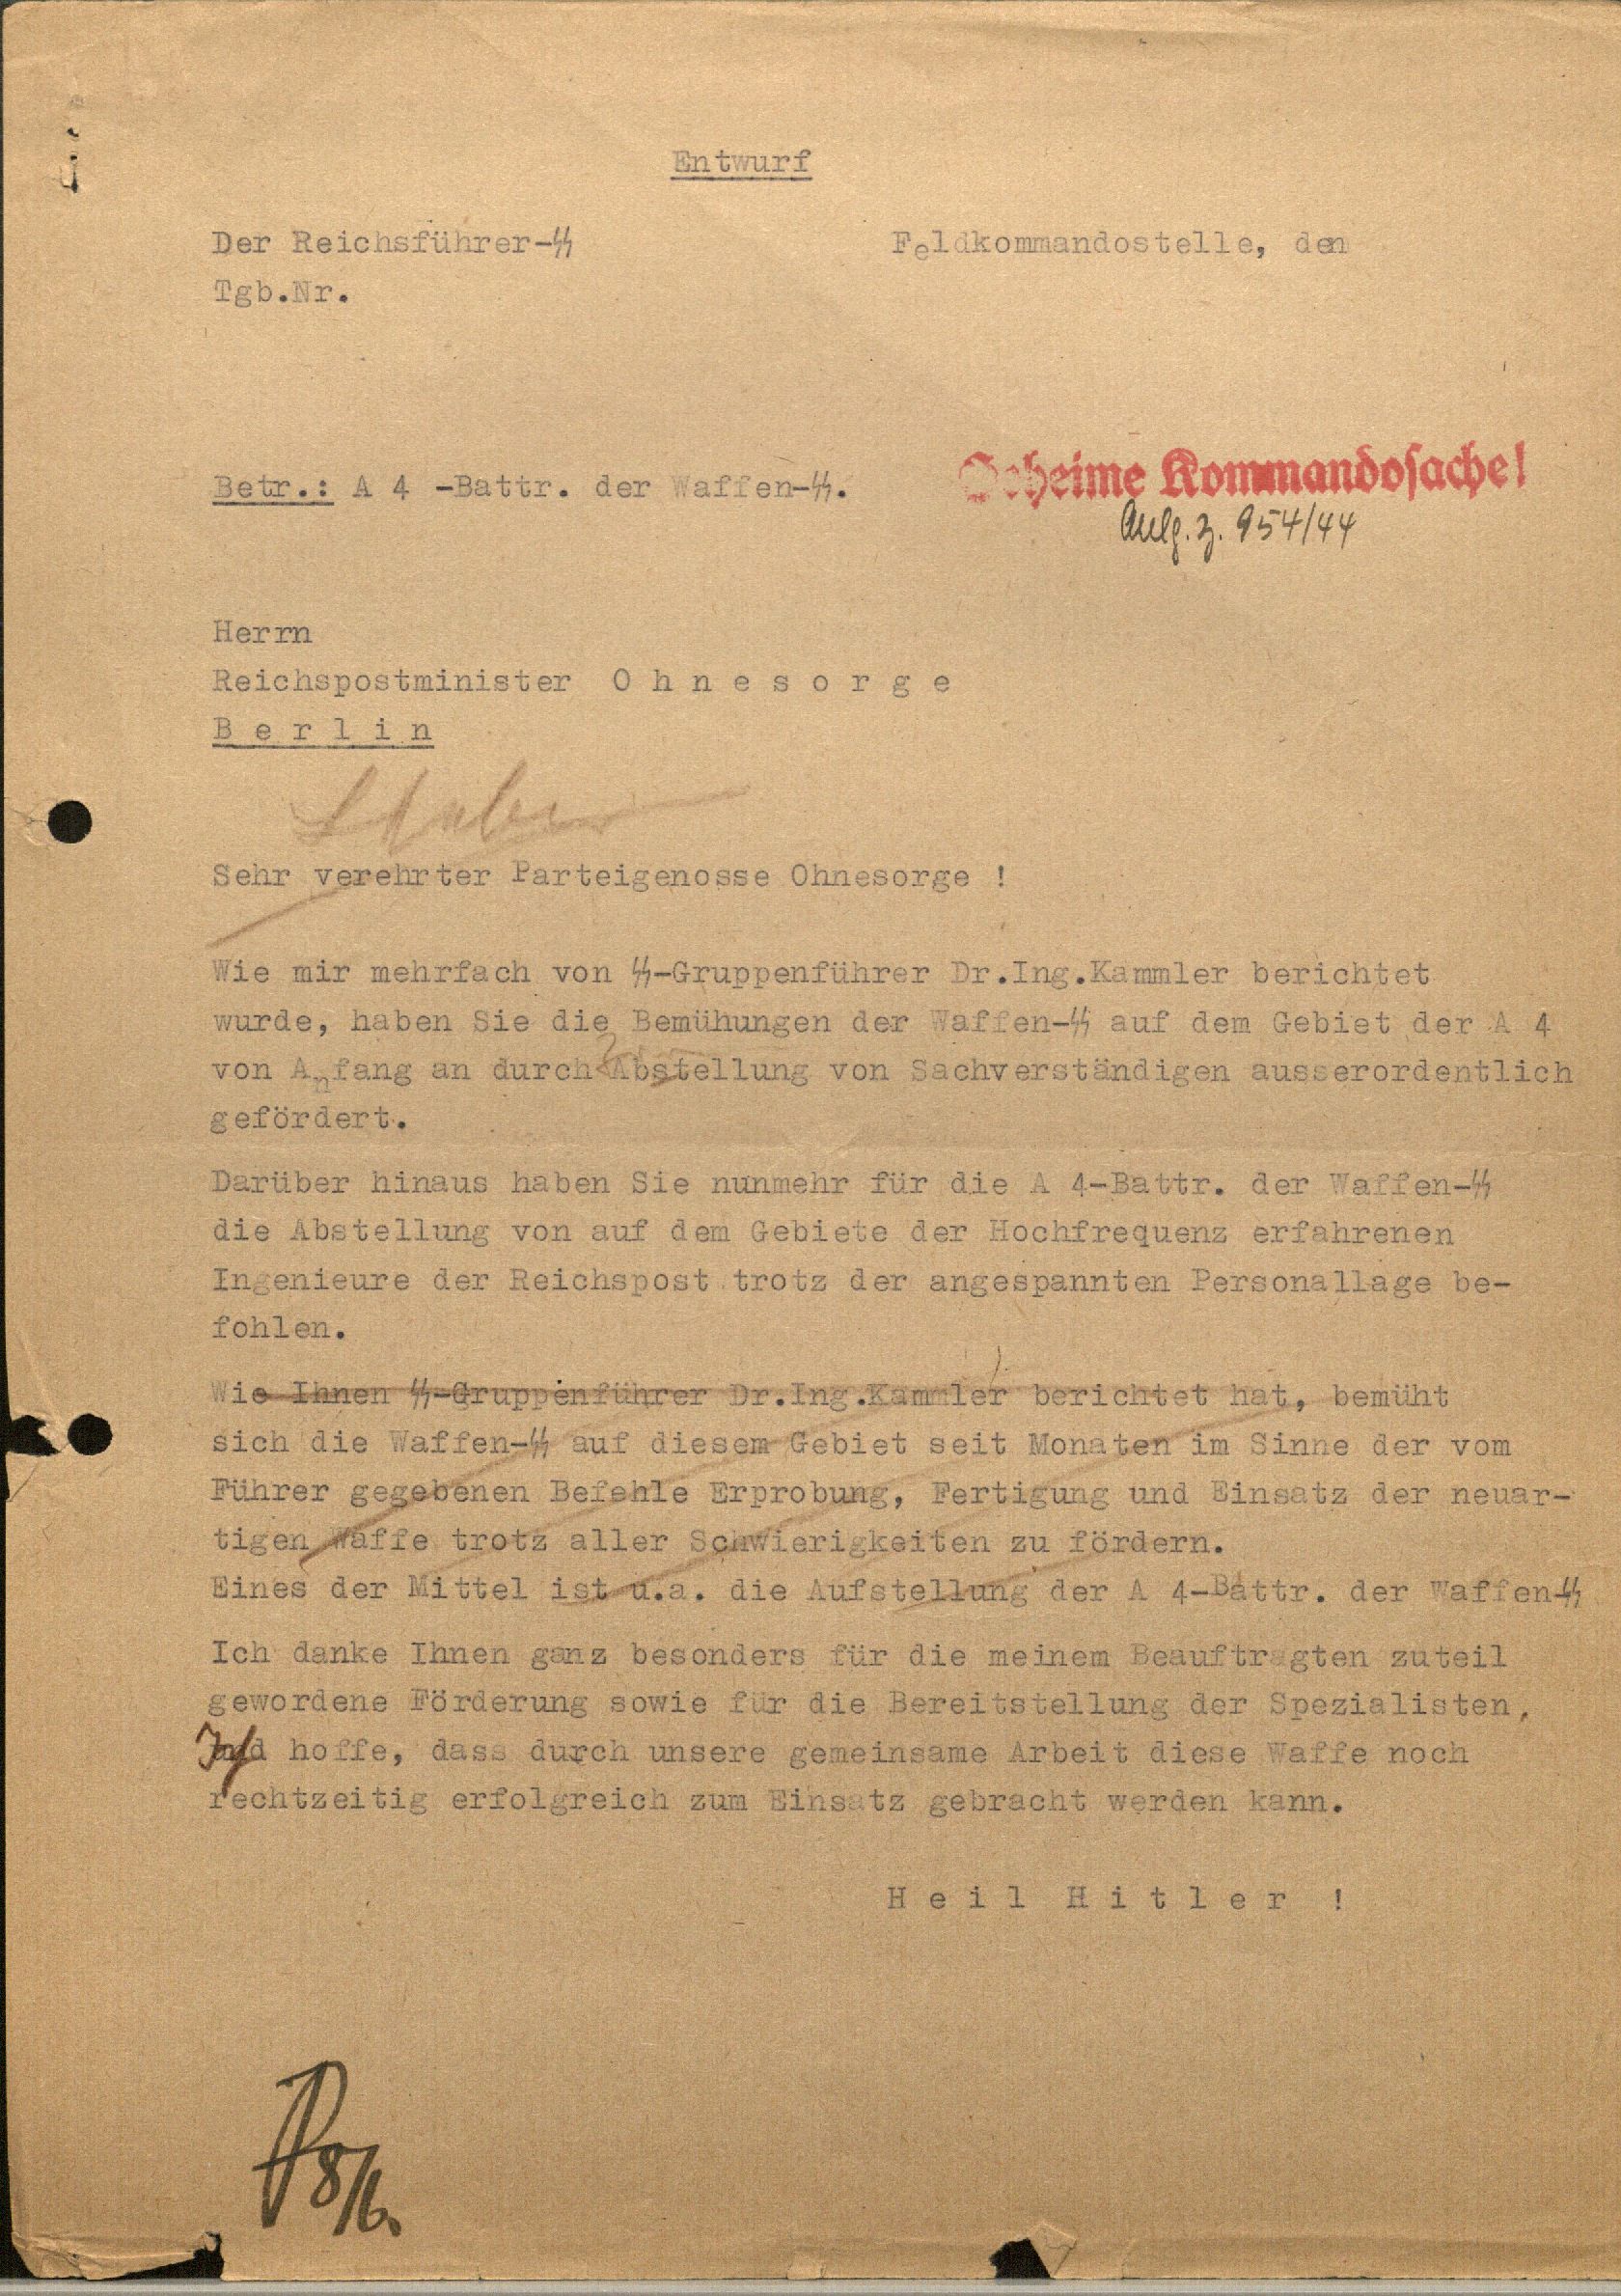 Entwurf
Der Reichsführer-SS Feldkommandostelle, den
Tgb.Nr.
Betr.: A 4 -Battr. der Waffen-SS. Geheime Kommandosache!
Anlg. z. 954/44
Herrn
Reichspostminister O h n e s o r g e
B e r l i n
Lieber
Sehr verehrter Parteigenosse Ohnesorge !
Wie mir mehrfach von SS-Gruppenführer Dr.Ing.Kammler berichtet
wurde, haben Sie die Bemühungen der Waffen-SS auf dem Gebiet der A 4
von Anfang an durch Abstellung von Sachverständigen ausserordentlich
gefördert.
Darüber hinaus haben Sie nunmehr für die A 4-Battr. der Waffen-SS
die Abstellung von auf dem Gebiete der Hochfrequenz erfahrenen
Ingenieure der Reichspost trotz der angespannten Personallage be-
fohlen.
Wie Ihnen SS-Gruppenführer Dr.Ing.Kammler berichtet hat, bemüht
sich die Waffen-SS auf diesem Gebiet seit Monaten im Sinne der vom
Führer gegebenen Befehle Erprobung, Fertigung und Einsatz der neuar-
tigen Waffe trotz aller Schwierigkeiten zu fördern.
Eines der Mittel ist u.a. die Aufstellung der A 4-Battr. der Waffen-SS
Ich danke Ihnen ganz besonders für die meinem Beauftragten zuteil
gewordene Förderung sowie für die Bereitstellung der Spezialisten.
Ich hoffe, dass durch unsere gemeinsame Arbeit diese Waffe noch
rechtzeitig erfolgreich zum Einsatz gebracht werden kann.
H e i l H i t l e r !
8/6.